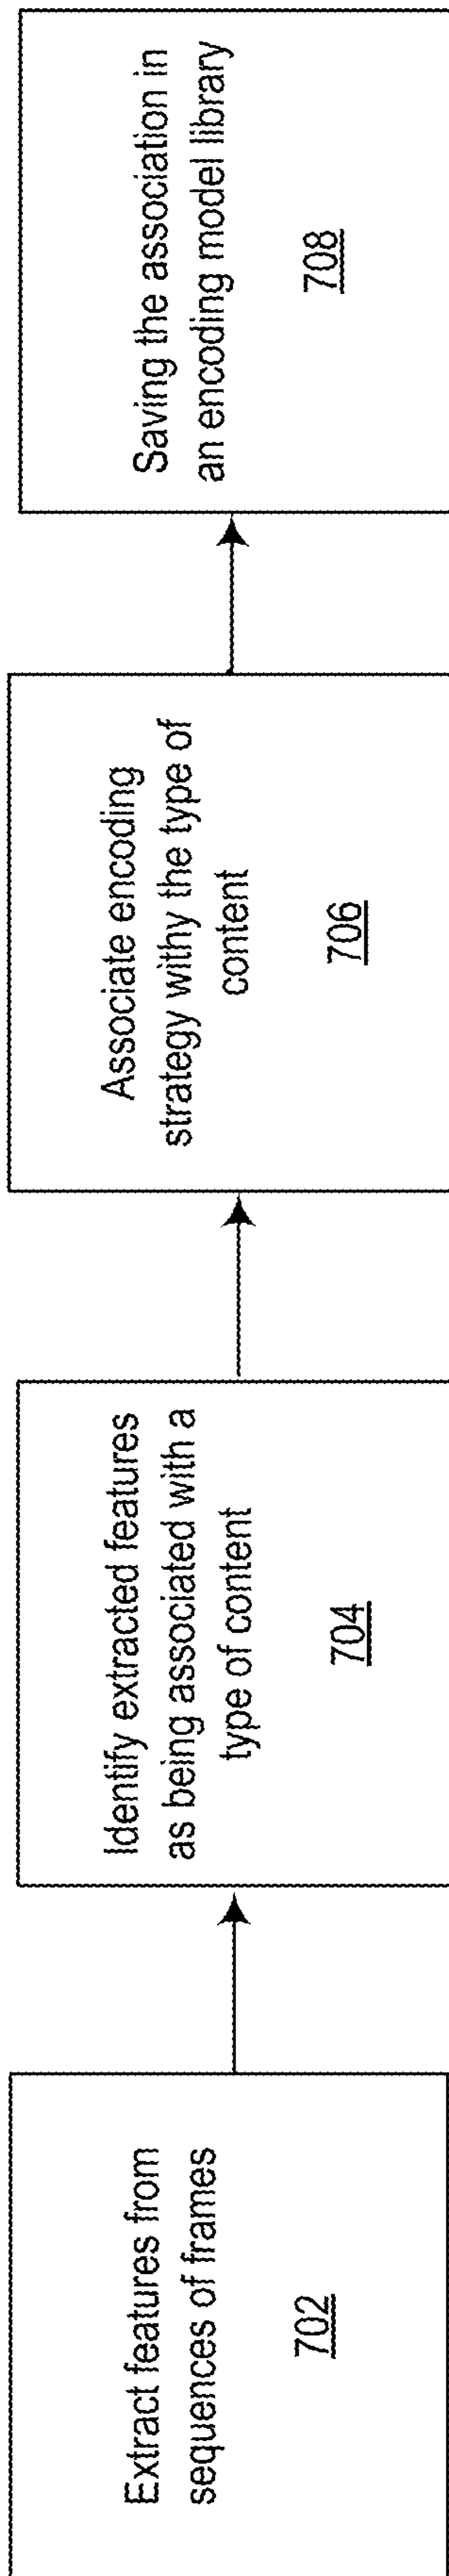 Extract features from
sequences of frames
702
Identify extracted features
as being associated with a
type of content
704
Associate encoding
strategy withy the type of
content
706
Saving the association in
an encoding model library
708